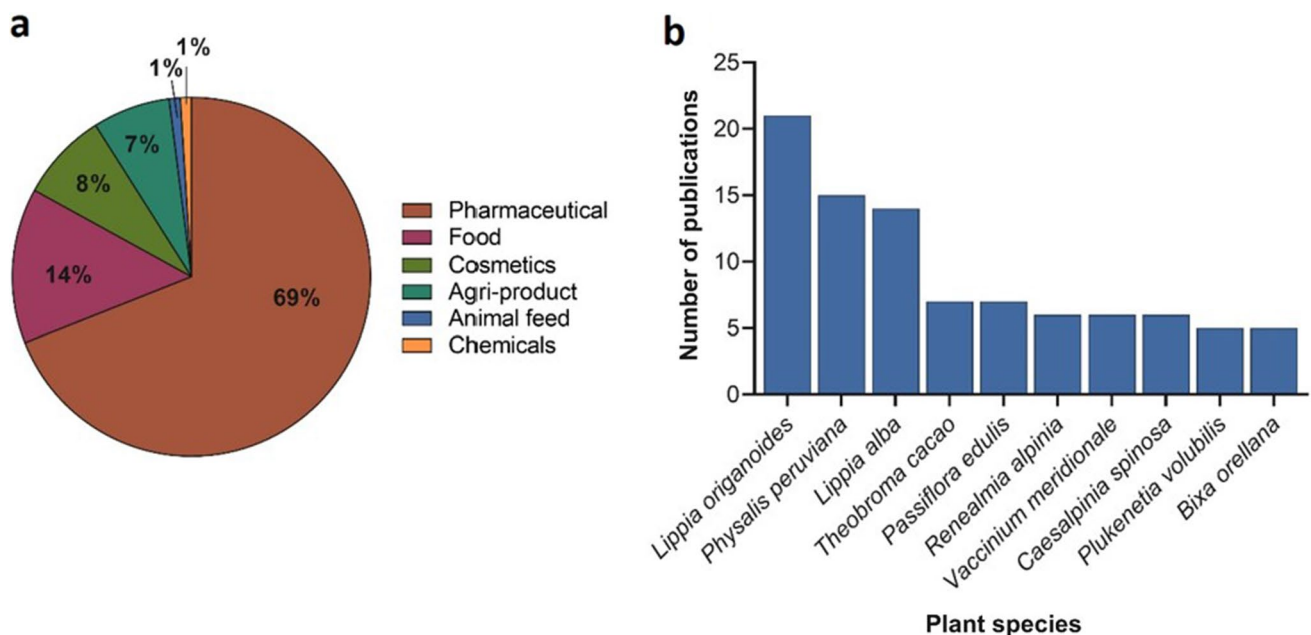 a
1%
1%
7%
8%
14%
69%
Pharmaceutical
Food
Cosmetics
Agri-product
Animal feed
Chemicals
b
Number of publications
25
20
15
10
5
0
Lippia origanoides
Physalis peruviana
Lippia alba
Theobroma cacao
Passiflora edulis
Renealmia alpinia
Vaccinium meridionale
Caesalpinia spinosa
Plukenetia volubilis
Bixa orellana
Plant species